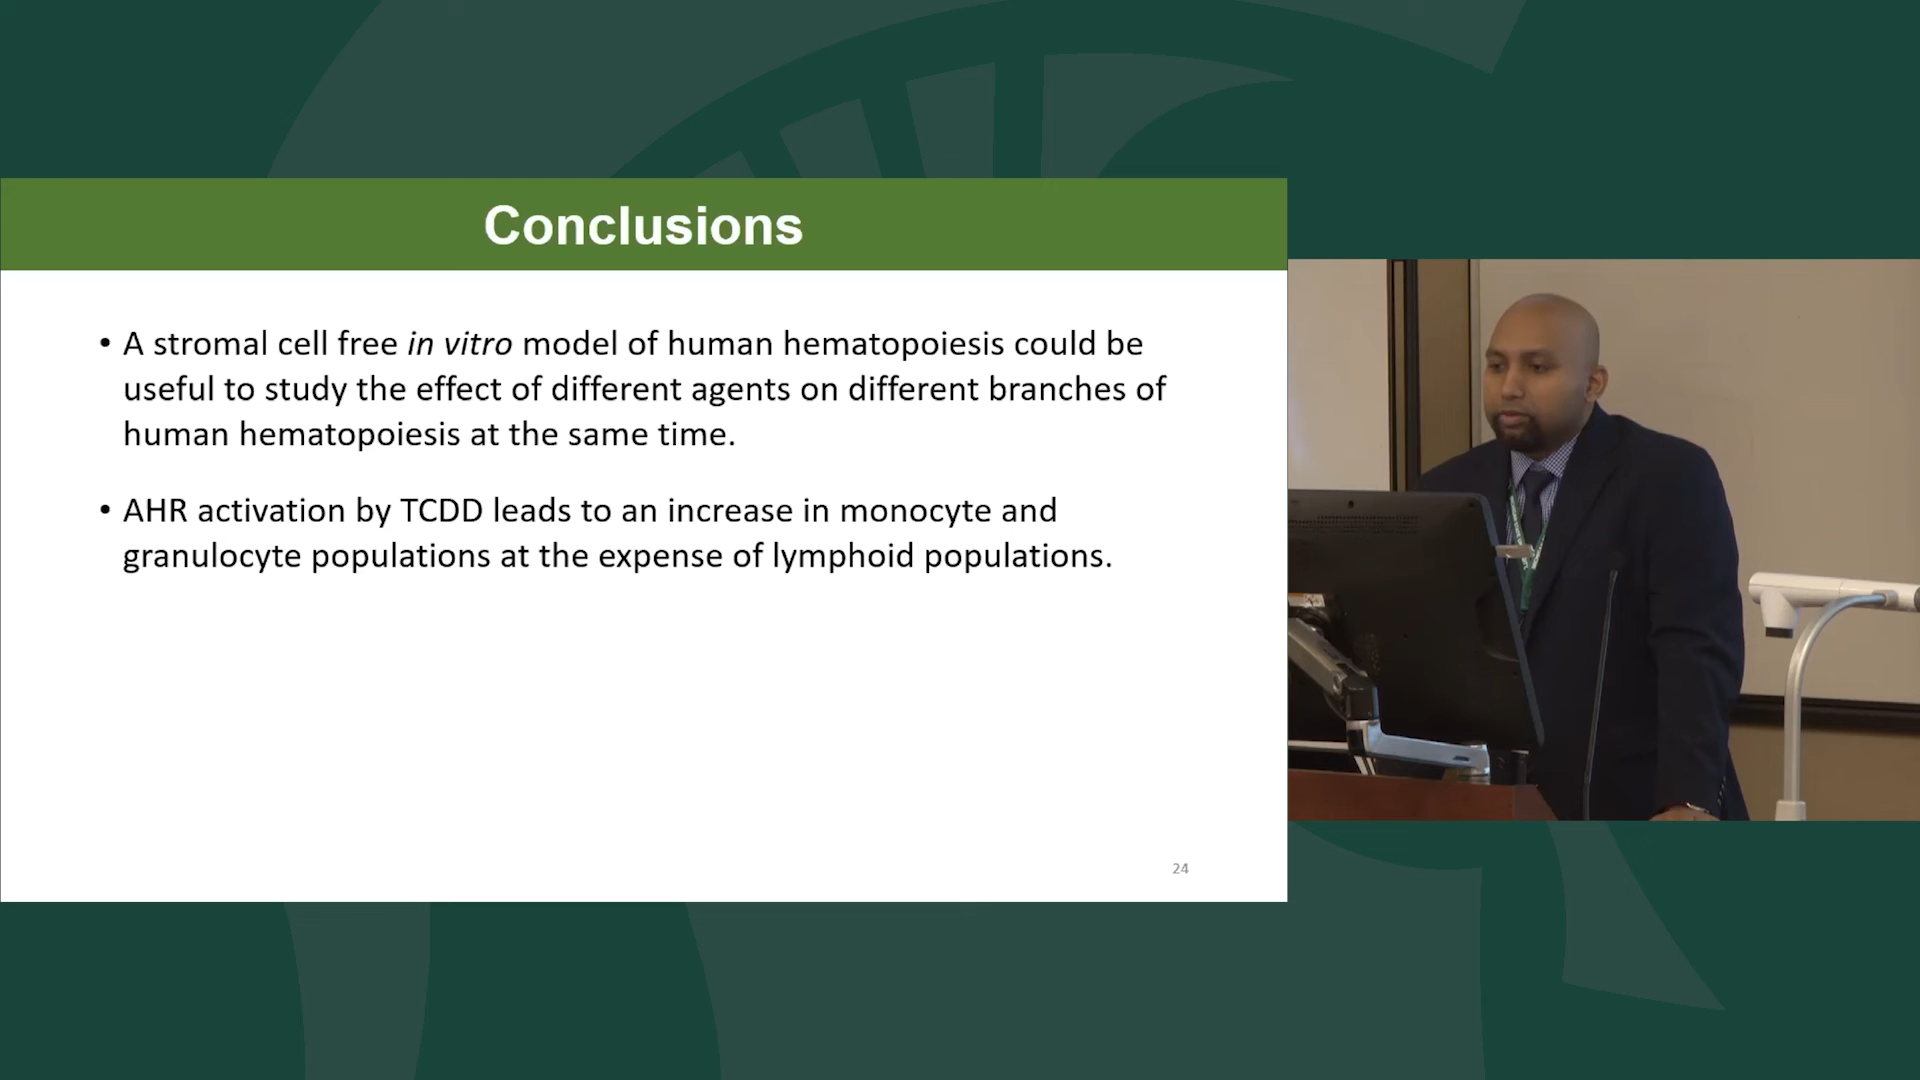 Conclusions
• A stromal cell free in vitro model of human hematopoiesis could be
useful to study the effect of different agents on different branches of
human hematopoiesis at the same time.
• AHR activation by TCDD leads to an increase in monocyte and
granulocyte populations at the expense of lymphoid populations.
24